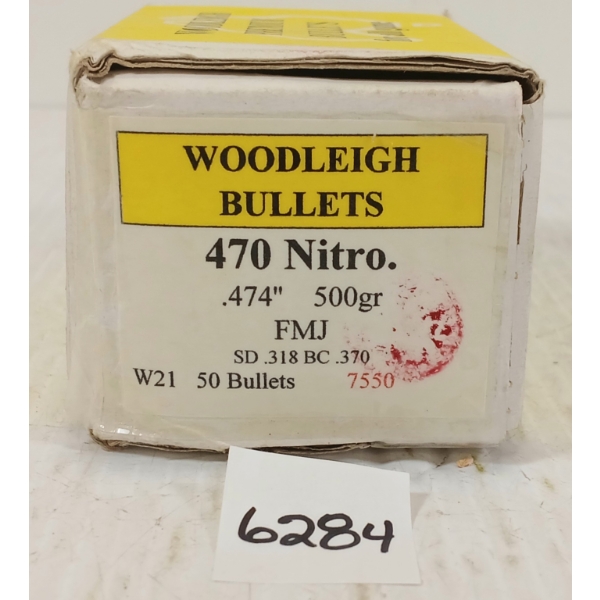 WOODLEIGH
BULLETS
470 Nitro.
.474" 500gr
FMJ
SD .318 BC .370
W21 50 Bullets 7550
6284